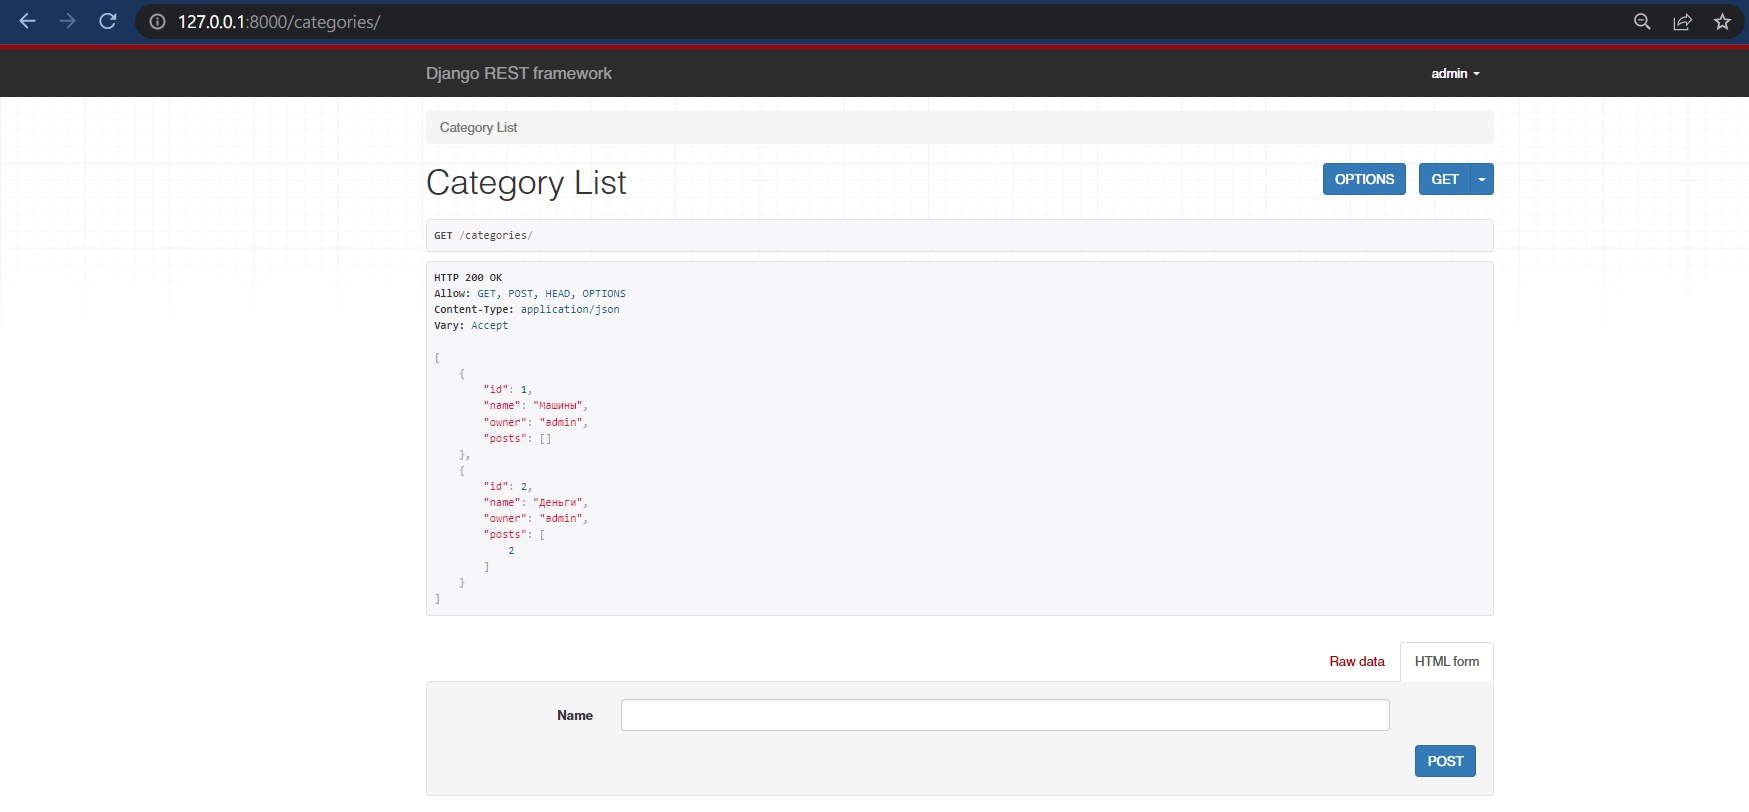 127.0.0.1:8000/categories/
Django REST framework
admin
Category List
Category List
OPTIONS
GET
GET /categories/
HTTP 200 OK
Allow: GET, POST, HEAD, OPTIONS
Content-Type: application/json
Vary: Accept
[
    {
        "id": 1,
        "name": "Машины",
        "owner": "admin",
        "posts": []
    },
    {
        "id": 2,
        "name": "Деньги",
        "owner": "admin",
        "posts": [
            2
        ]
    }
]
Raw data
HTML form
Name
POST